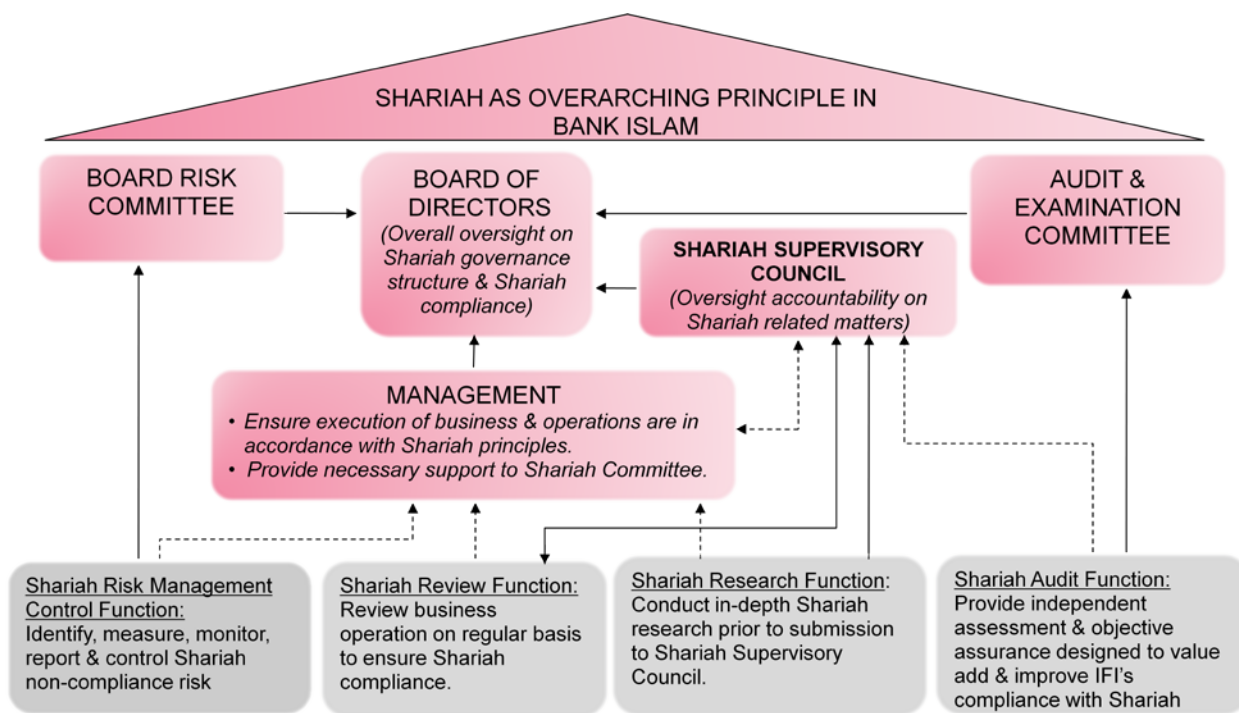 SHARIAH AS OVERARCHING PRINCIPLE IN
BANK ISLAM
BOARD RISK
COMMITTEE
BOARD OF
DIRECTORS
(Overall oversight on
Shariah governance
structure & Shariah
compliance)
SHARIAH SUPERVISORY
COUNCIL
(Oversight accountability on
Shariah related matters)
AUDIT &
EXAMINATION
COMMITTEE
MANAGEMENT
• Ensure execution of business & operations are in
accordance with Shariah principles.
• Provide necessary support to Shariah Committee.
Shariah Risk Management
Control Function:
Identify, measure, monitor,
report & control Shariah
non-compliance risk
Shariah Review Function:
Review business
operation on regular basis
to ensure Shariah
compliance.
Shariah Research Function:
Conduct in-depth Shariah
research prior to submission
to Shariah Supervisory
Council.
Shariah Audit Function:
Provide independent
assessment & objective
assurance designed to value
add & improve IFI's
compliance with Shariah